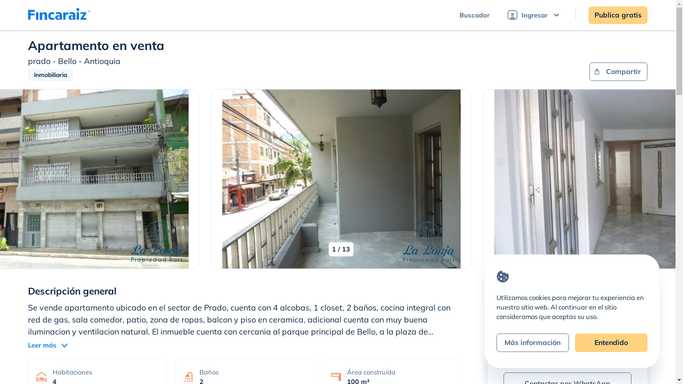 Fincaraiz
Buscador
Ingresar
Publica gratis
Apartamento en venta
prado - Bello - Antioquia
Inmobiliaria
Compartir
La Lonja
Propiedad Raíz
1 / 13
La Lonja
Propiedad Raíz
Descripción general
Se vende apartamento ubicado en el sector de Prado, cuenta con 4 alcobas, 1 closet, 2 baños, cocina integral con
red de gas, sala comedor, patio, zona de ropas, balcon y piso en ceramica, adicional cuenta con muy buena
iluminacion y ventilacion natural. El inmueble cuenta con cercania al parque principal de Bello, a la plaza de...
Leer más
Habitaciones
4
Baños
2
Área construida
100 m²
Utilizamos cookies para mejorar tu experiencia en
nuestro sitio web. Al continuar en el sitio
consideramos que aceptas su uso.
Más información
Entendido
Contactar por WhatsApp